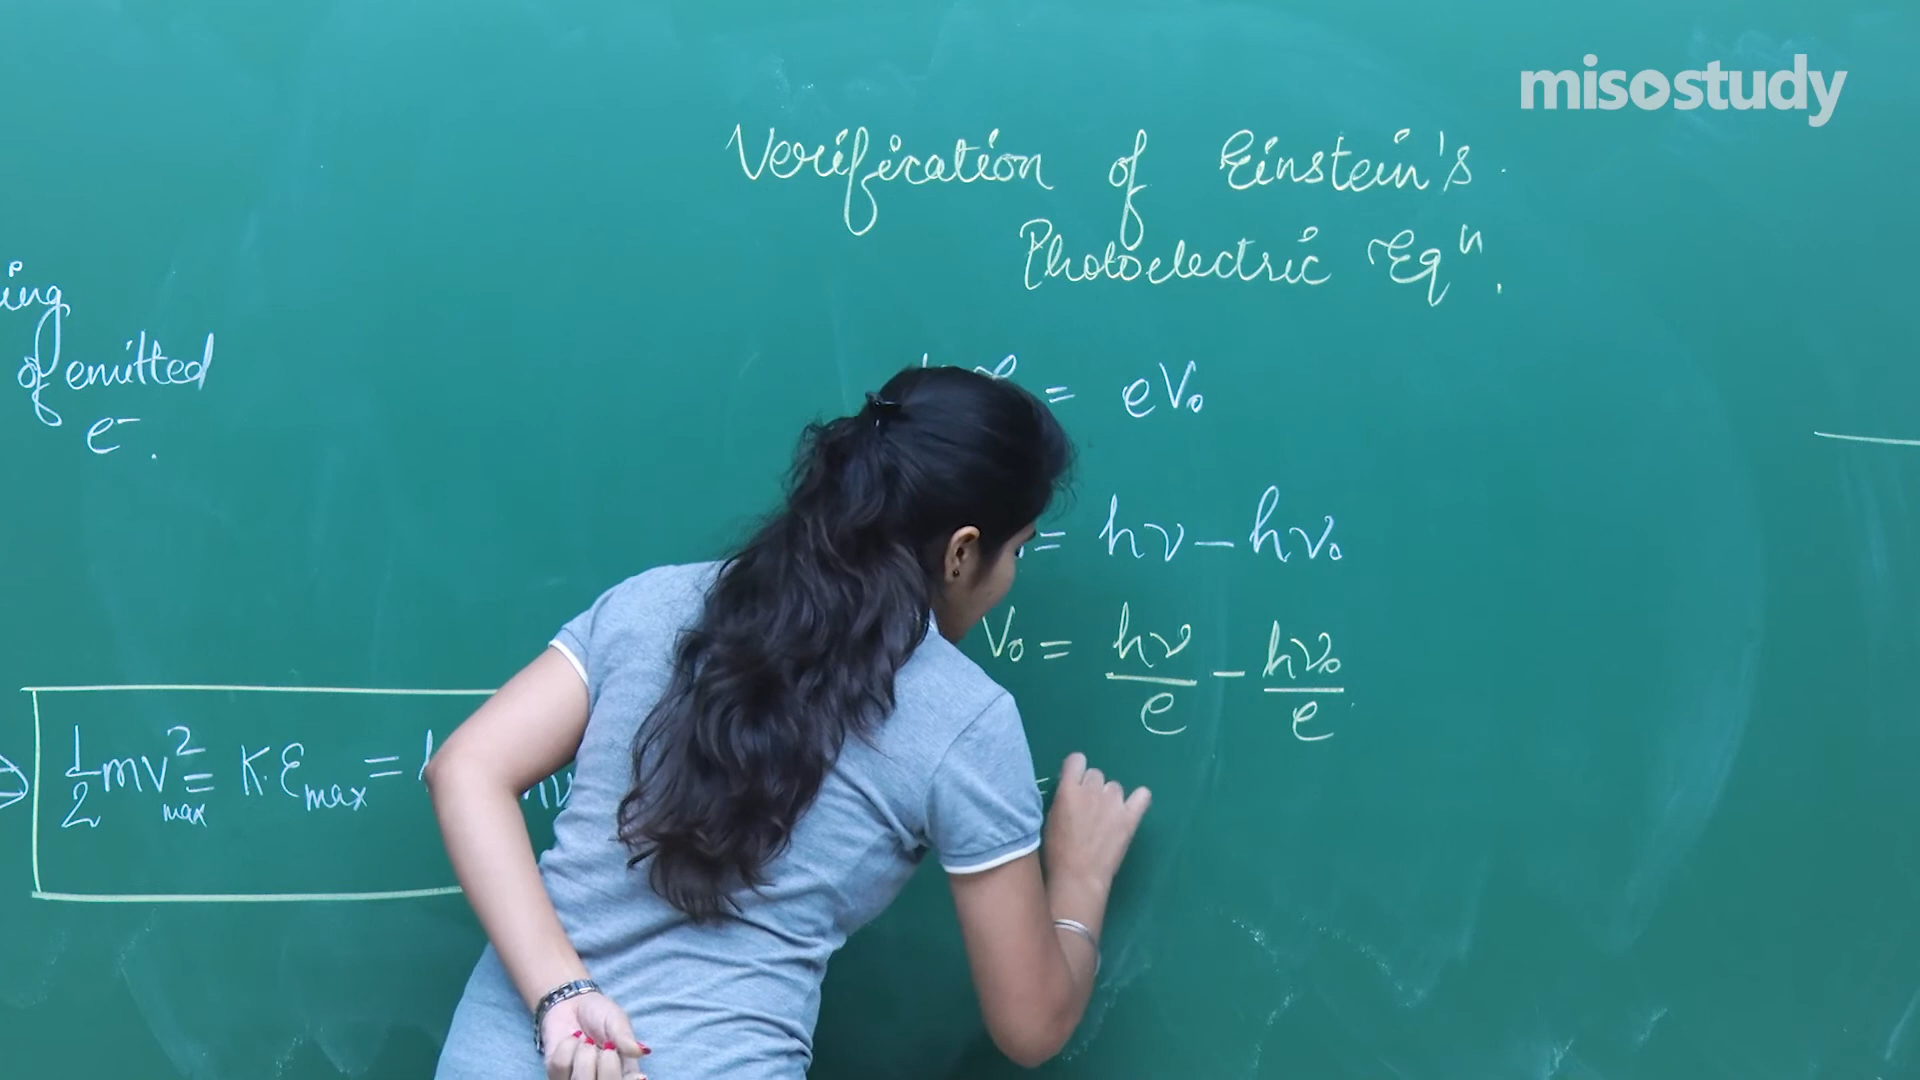 misostudy
Verification of Einstein's
Photoelectric Eqⁿ.
ing
of emitted
e⁻.
= eV₀
= hν – hν₀
V₀ = hν/e – hν₀/e
½mv²max = K.Emax =
=